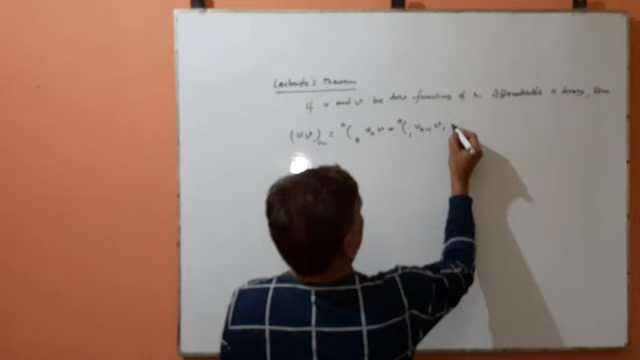 Leibnitz's Theorem
If u and v be two functions of x differentiable n times, then
(uv)ₙ = ⁿC₀ uₙ v + ⁿC₁ uₙ₋₁ v₁